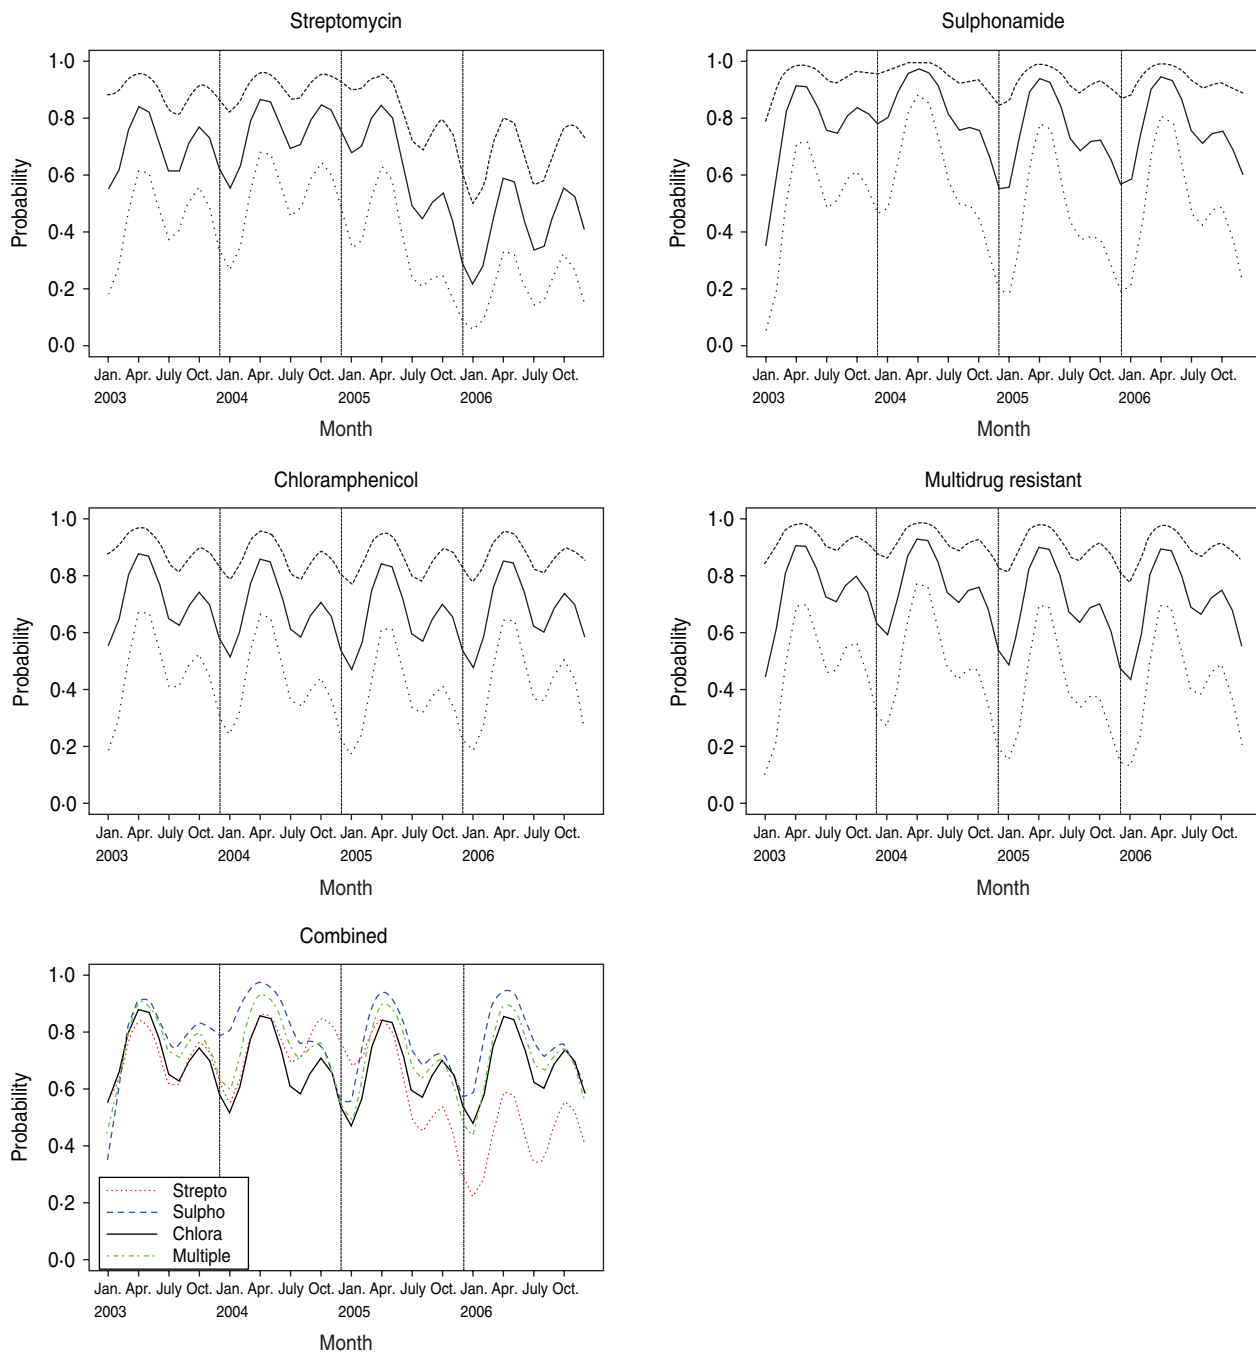 Streptomycin
1·0
0·8
0·6
0·4
0·2
0·0
Probability
Jan. Apr. July Oct. Jan. Apr. July Oct. Jan. Apr. July Oct. Jan. Apr. July Oct.
2003 2004 2005 2006
Month
Sulphonamide
1·0
0·8
0·6
0·4
0·2
0·0
Probability
Jan. Apr. July Oct. Jan. Apr. July Oct. Jan. Apr. July Oct. Jan. Apr. July Oct.
2003 2004 2005 2006
Month
Chloramphenicol
1·0
0·8
0·6
0·4
0·2
0·0
Probability
Jan. Apr. July Oct. Jan. Apr. July Oct. Jan. Apr. July Oct. Jan. Apr. July Oct.
2003 2004 2005 2006
Month
Multidrug resistant
1·0
0·8
0·6
0·4
0·2
0·0
Probability
Jan. Apr. July Oct. Jan. Apr. July Oct. Jan. Apr. July Oct. Jan. Apr. July Oct.
2003 2004 2005 2006
Month
Combined
1·0
0·8
0·6
0·4
0·2
0·0
Probability
Strepto
Sulpho
Chlora
Multiple
Jan. Apr. July Oct. Jan. Apr. July Oct. Jan. Apr. July Oct. Jan. Apr. July Oct.
2003 2004 2005 2006
Month